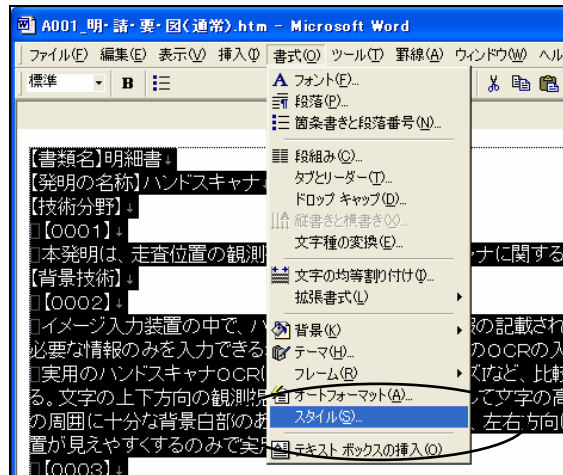 A001_明・請・要・図(通常).htm - Microsoft Word
ファイル(F) 編集(E) 表示(V) 挿入(I) 書式(O) ツール(T) 罫線(A) ウィンドウ(W) ヘル
標準 B
A フォント(F)...
段落(P)...
箇条書きと段落番号(N)...
段組み(C)...
タブとリーダー(T)...
ドロップ キャップ(D)...
縦書きと横書き(X)...
文字種の変換(E)...
文字の均等割り付け(I)...
拡張書式(L)
背景(K)
テーマ(H)...
フレーム(R)
オートフォーマット(A)...
スタイル(S)...
テキスト ボックスの挿入(O)
【書類名】明細書↓
【発明の名称】ハンドスキャナ↓
【技術分野】↓
【0001】↓
本発明は、走査位置の観測 ャナに関する
【背景技術】↓
【0002】↓
イメージ入力装置の中で、ハ の記載され
必要な情報のみを入力できる のOCRの入
実用のハンドスキャナOCR など、比較
る。文字の上下方向の観測視 て文字の高
の周囲に十分な背景白部のあ 、左右方向
置が見えやすくするのみで実
【0003】↓